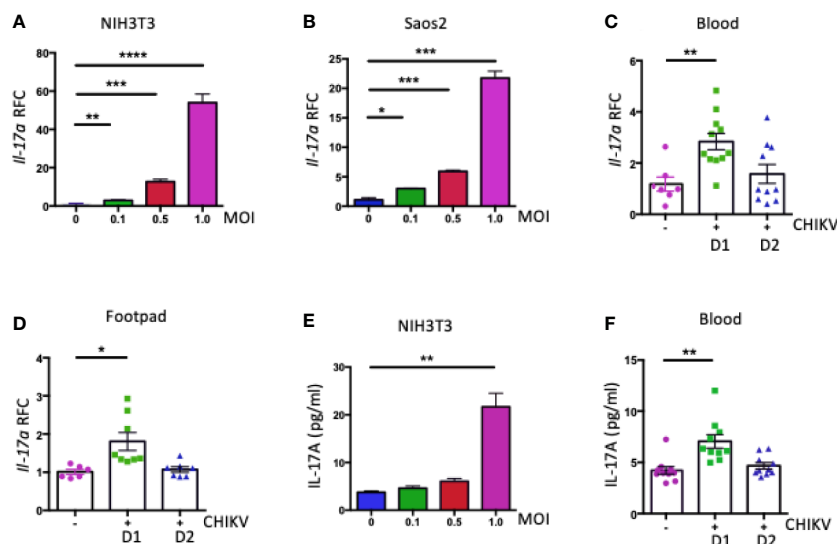 A
NIH3T3
Il-17a RFC
80
60
40
20
0
**
***
****
0 0.1 0.5 1.0 MOI
B
Saos2
Il-17a RFC
25
20
15
10
5
0
*
***
***
0 0.1 0.5 1.0 MOI
C
Blood
Il-17a RFC
6
4
2
0
**
- + + CHIKV
D1 D2
D
Footpad
Il-17a RFC
4
3
2
1
0
*
- + + CHIKV
D1 D2
E
NIH3T3
IL-17A (pg/ml)
30
20
10
0
**
0 0.1 0.5 1.0 MOI
F
Blood
IL-17A (pg/ml)
15
10
5
0
**
- + + CHIKV
D1 D2